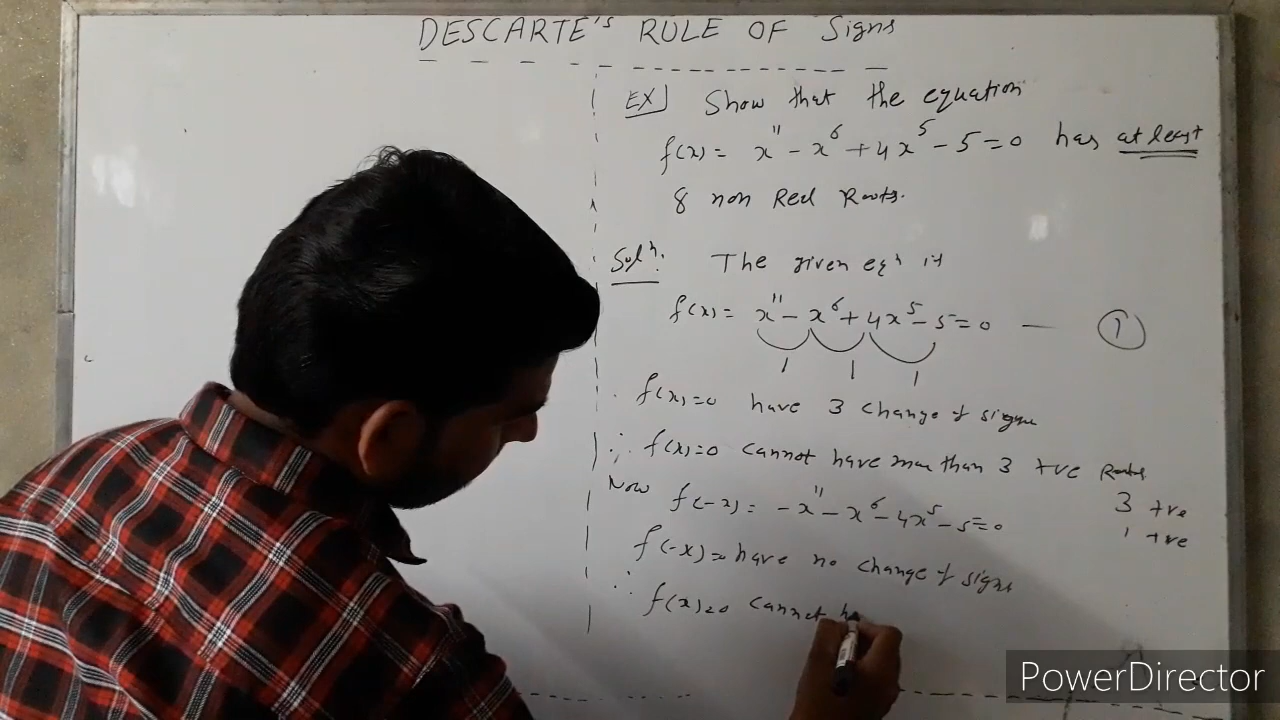 DESCARTE's RULE OF Signs
EX] Show that the equation
f(x) = x¹¹ - x⁶ + 4x⁵ - 5 = 0 has at least
8 non Real Roots.
Solⁿ. The given eqⁿ is
f(x) = x¹¹ - x⁶ + 4x⁵ - 5 = 0 — ①
1 1 1
f(x)=0 have 3 change of signs
∴ f(x)=0 cannot have more than 3 +ve Roots
3 +ve
1 +ve
Now f(-x) = -x¹¹ - x⁶ - 4x⁵ - 5 = 0
f(-x)= have no change of signs
∴ f(x)=0 cannot h
PowerDirector